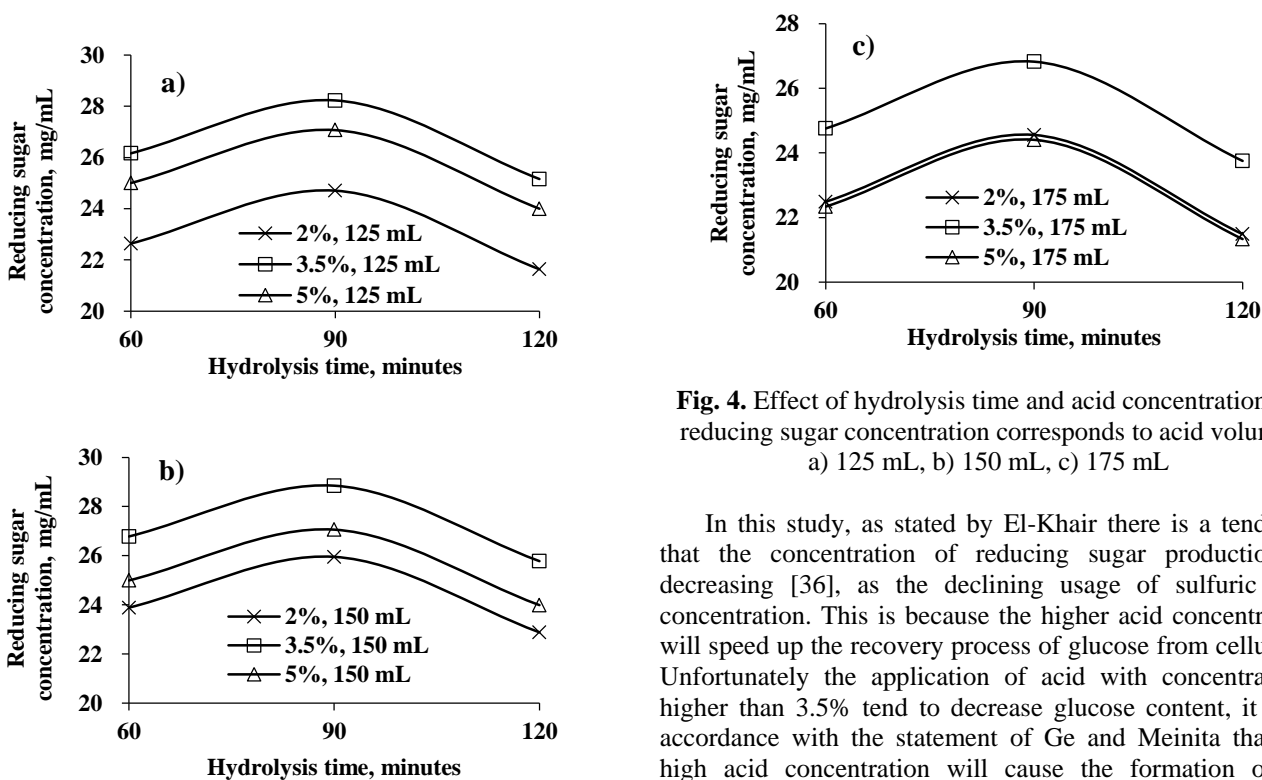 a)
30
28
26
24
22
20
Reducing sugar
concentration, mg/mL
2%, 125 mL
3.5%, 125 mL
5%, 125 mL
60 90 120
Hydrolysis time, minutes
b)
30
28
26
24
22
20
Reducing sugar
concentration, mg/mL
2%, 150 mL
3.5%, 150 mL
5%, 150 mL
60 90 120
Hydrolysis time, minutes
c)
28
26
24
22
20
Reducing sugar
concentration, mg/mL
2%, 175 mL
3.5%, 175 mL
5%, 175 mL
60 90 120
Hydrolysis time, minutes
Fig. 4. Effect of hydrolysis time and acid concentration
reducing sugar concentration corresponds to acid
a) 125 mL, b) 150 mL, c) 175 mL
In this study, as stated by El-Khair there is a
that the concentration of reducing sugar
decreasing [36], as the declining usage of sulfuric
concentration. This is because the higher acid
will speed up the recovery process of glucose from
Unfortunately the application of acid with
higher than 3.5% tend to decrease glucose content, it
accordance with the statement of Ge and Meinita
high acid concentration will cause the formation